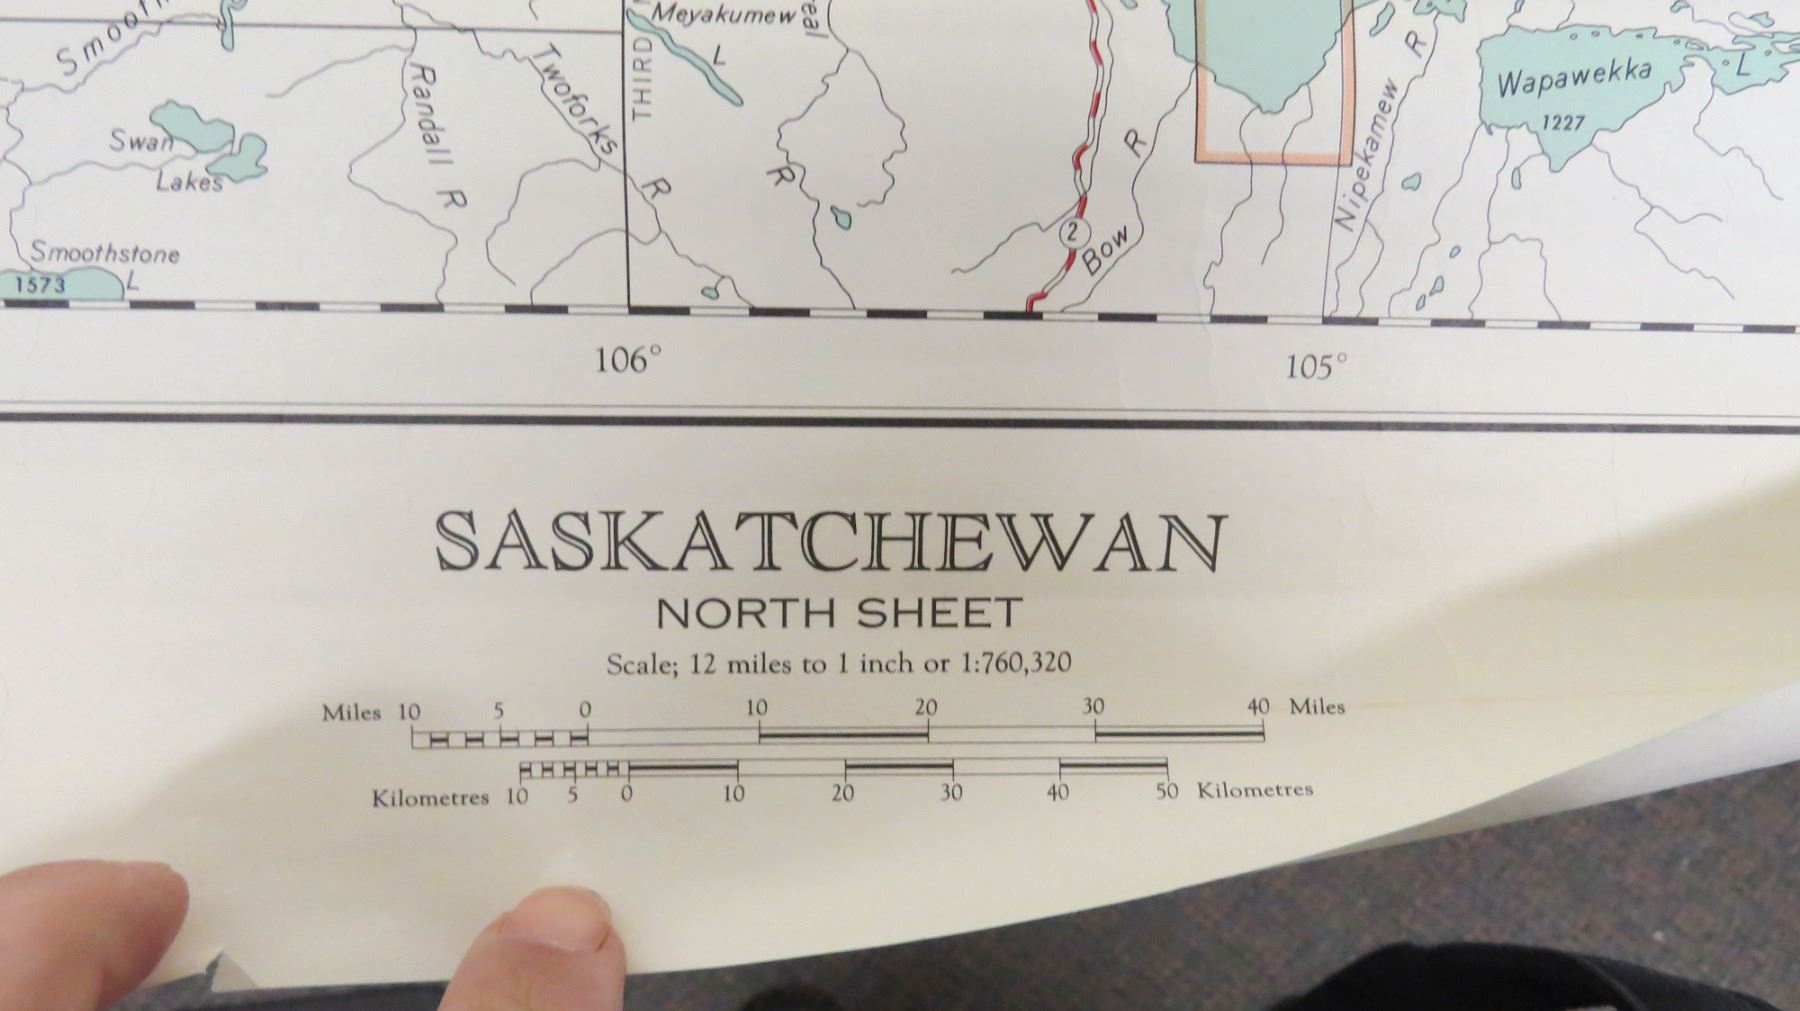 Smooth
Meyakumew
L
eal
THIRD
Twoforks
R
Randall
R
R
Swan
Lakes
Smoothstone
1573
L
2
Bow
R
Nipekamew
R
Wapawekka
1227
L
106°
105°
SASKATCHEWAN
NORTH SHEET
Scale; 12 miles to 1 inch or 1:760,320
Miles 10 5 0 10 20 30 40 Miles
Kilometres 10 5 0 10 20 30 40 50 Kilometres